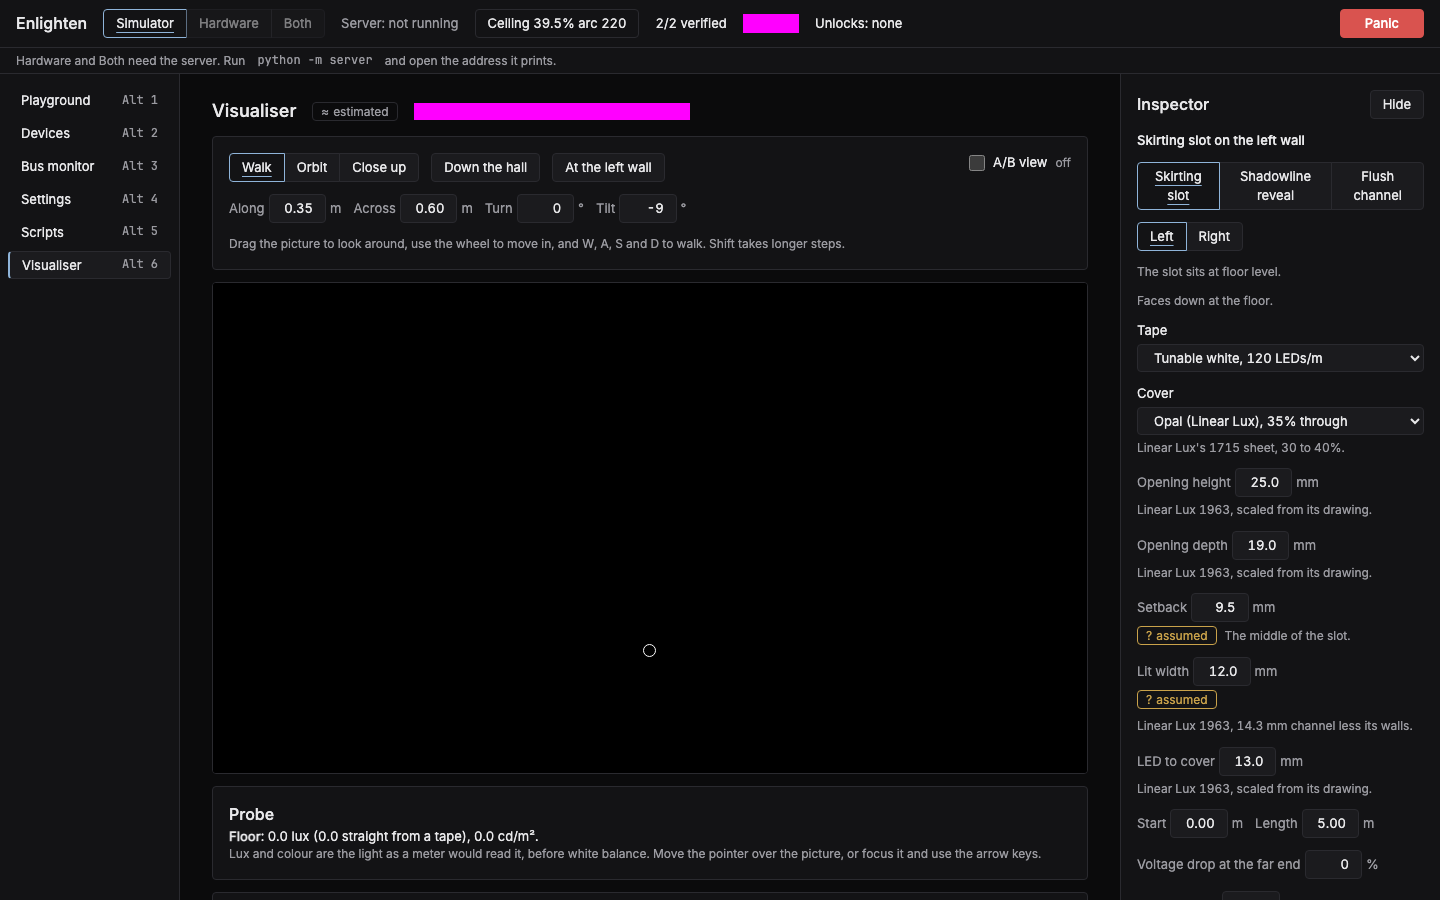 Enlighten Simulator Hardware Both Server: not running Ceiling 39.5% arc 220 2/2 verified Unlocks: none Panic
Hardware and Both need the server. Run python -m server and open the address it prints.
Playground Alt 1
Devices Alt 2
Bus monitor Alt 3
Settings Alt 4
Scripts Alt 5
Visualiser Alt 6
Visualiser ≈ estimated
Walk Orbit Close up Down the hall At the left wall A/B view off
Along 0.35 m Across 0.60 m Turn 0 ° Tilt -9 °
Drag the picture to look around, use the wheel to move in, and W, A, S and D to walk. Shift takes longer steps.
Probe
Floor: 0.0 lux (0.0 straight from a tape), 0.0 cd/m².
Lux and colour are the light as a meter would read it, before white balance. Move the pointer over the picture, or focus it and use the arrow keys.
Inspector Hide
Skirting slot on the left wall
Skirting slot Shadowline reveal Flush channel
Left Right
The slot sits at floor level.
Faces down at the floor.
Tape
Tunable white, 120 LEDs/m
Cover
Opal (Linear Lux), 35% through
Linear Lux's 1715 sheet, 30 to 40%.
Opening height 25.0 mm
Linear Lux 1963, scaled from its drawing.
Opening depth 19.0 mm
Linear Lux 1963, scaled from its drawing.
Setback 9.5 mm
? assumed The middle of the slot.
Lit width 12.0 mm
? assumed
Linear Lux 1963, 14.3 mm channel less its walls.
LED to cover 13.0 mm
Linear Lux 1963, scaled from its drawing.
Start 0.00 m Length 5.00 m
Voltage drop at the far end 0 %